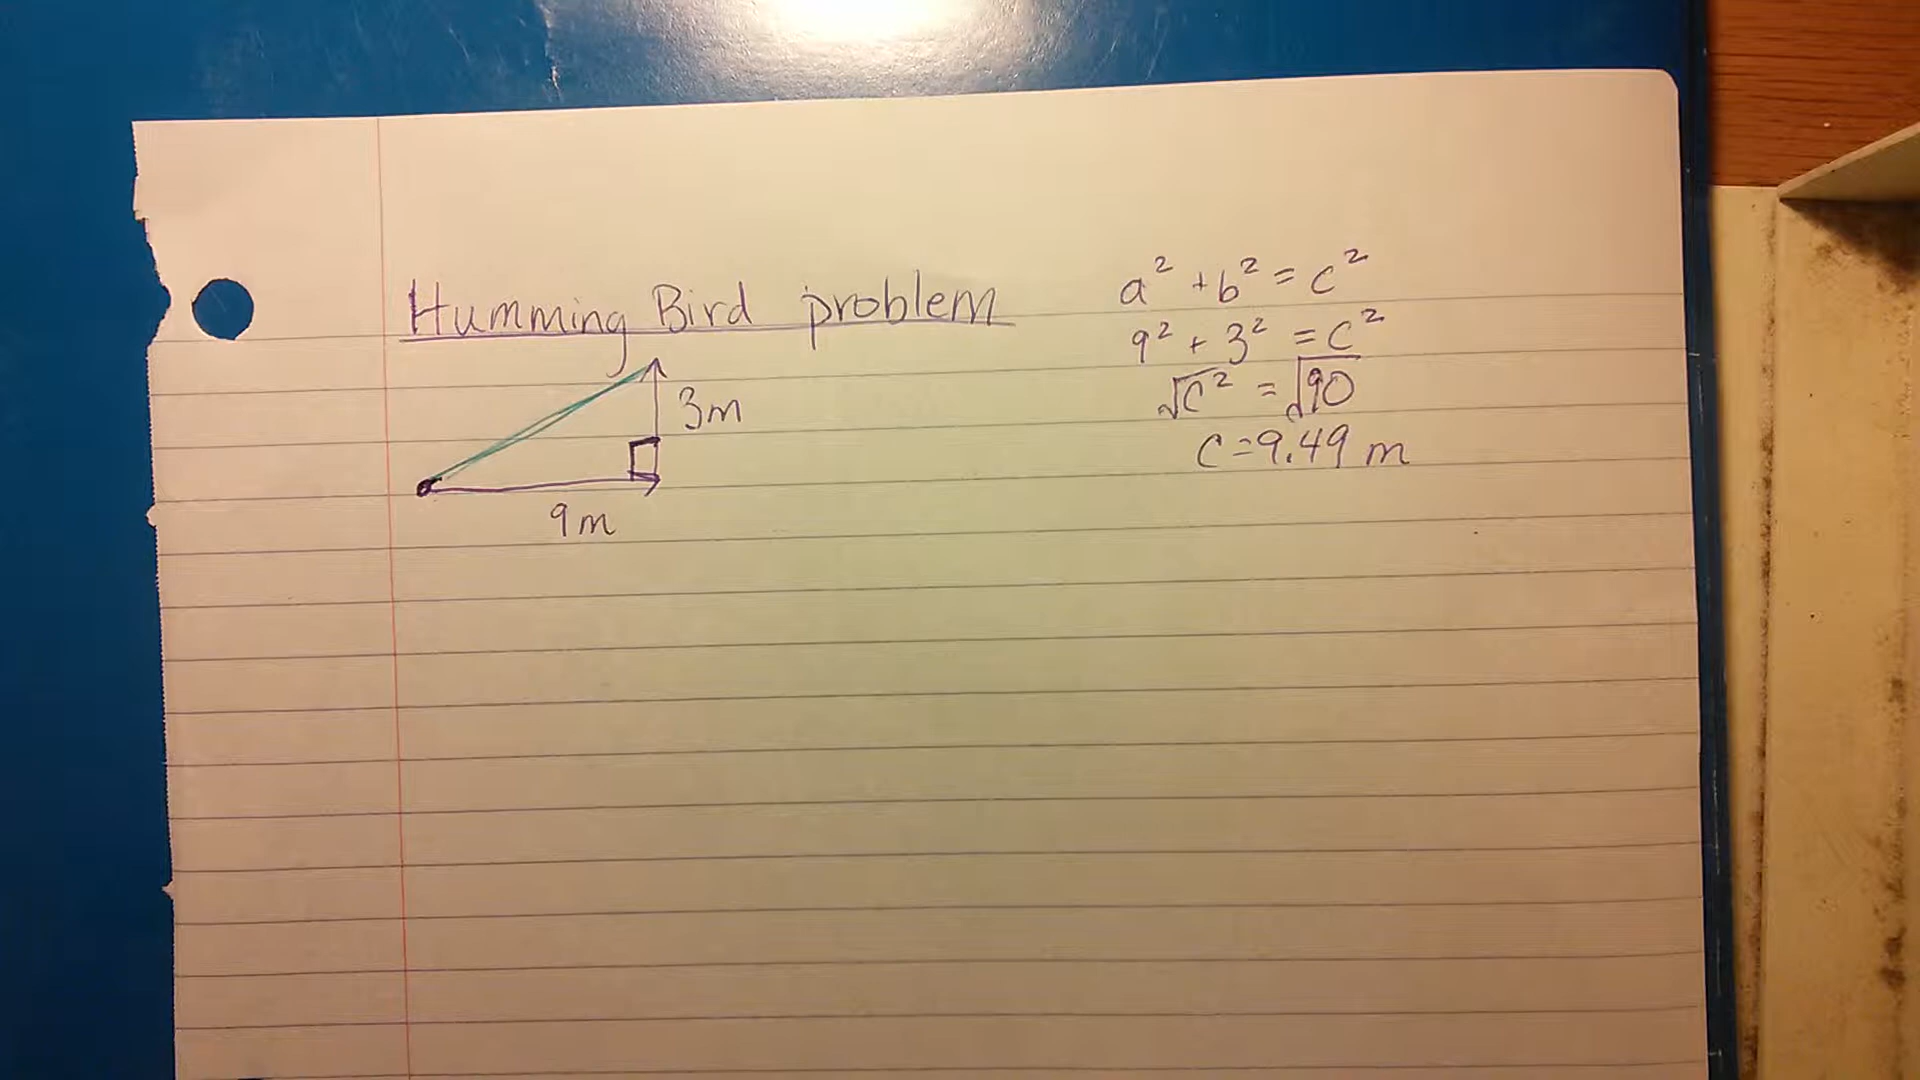 Humming Bird problem
3m
9m
a² + b² = c²
9² + 3² = c²
√c² = √90
c = 9.49 m